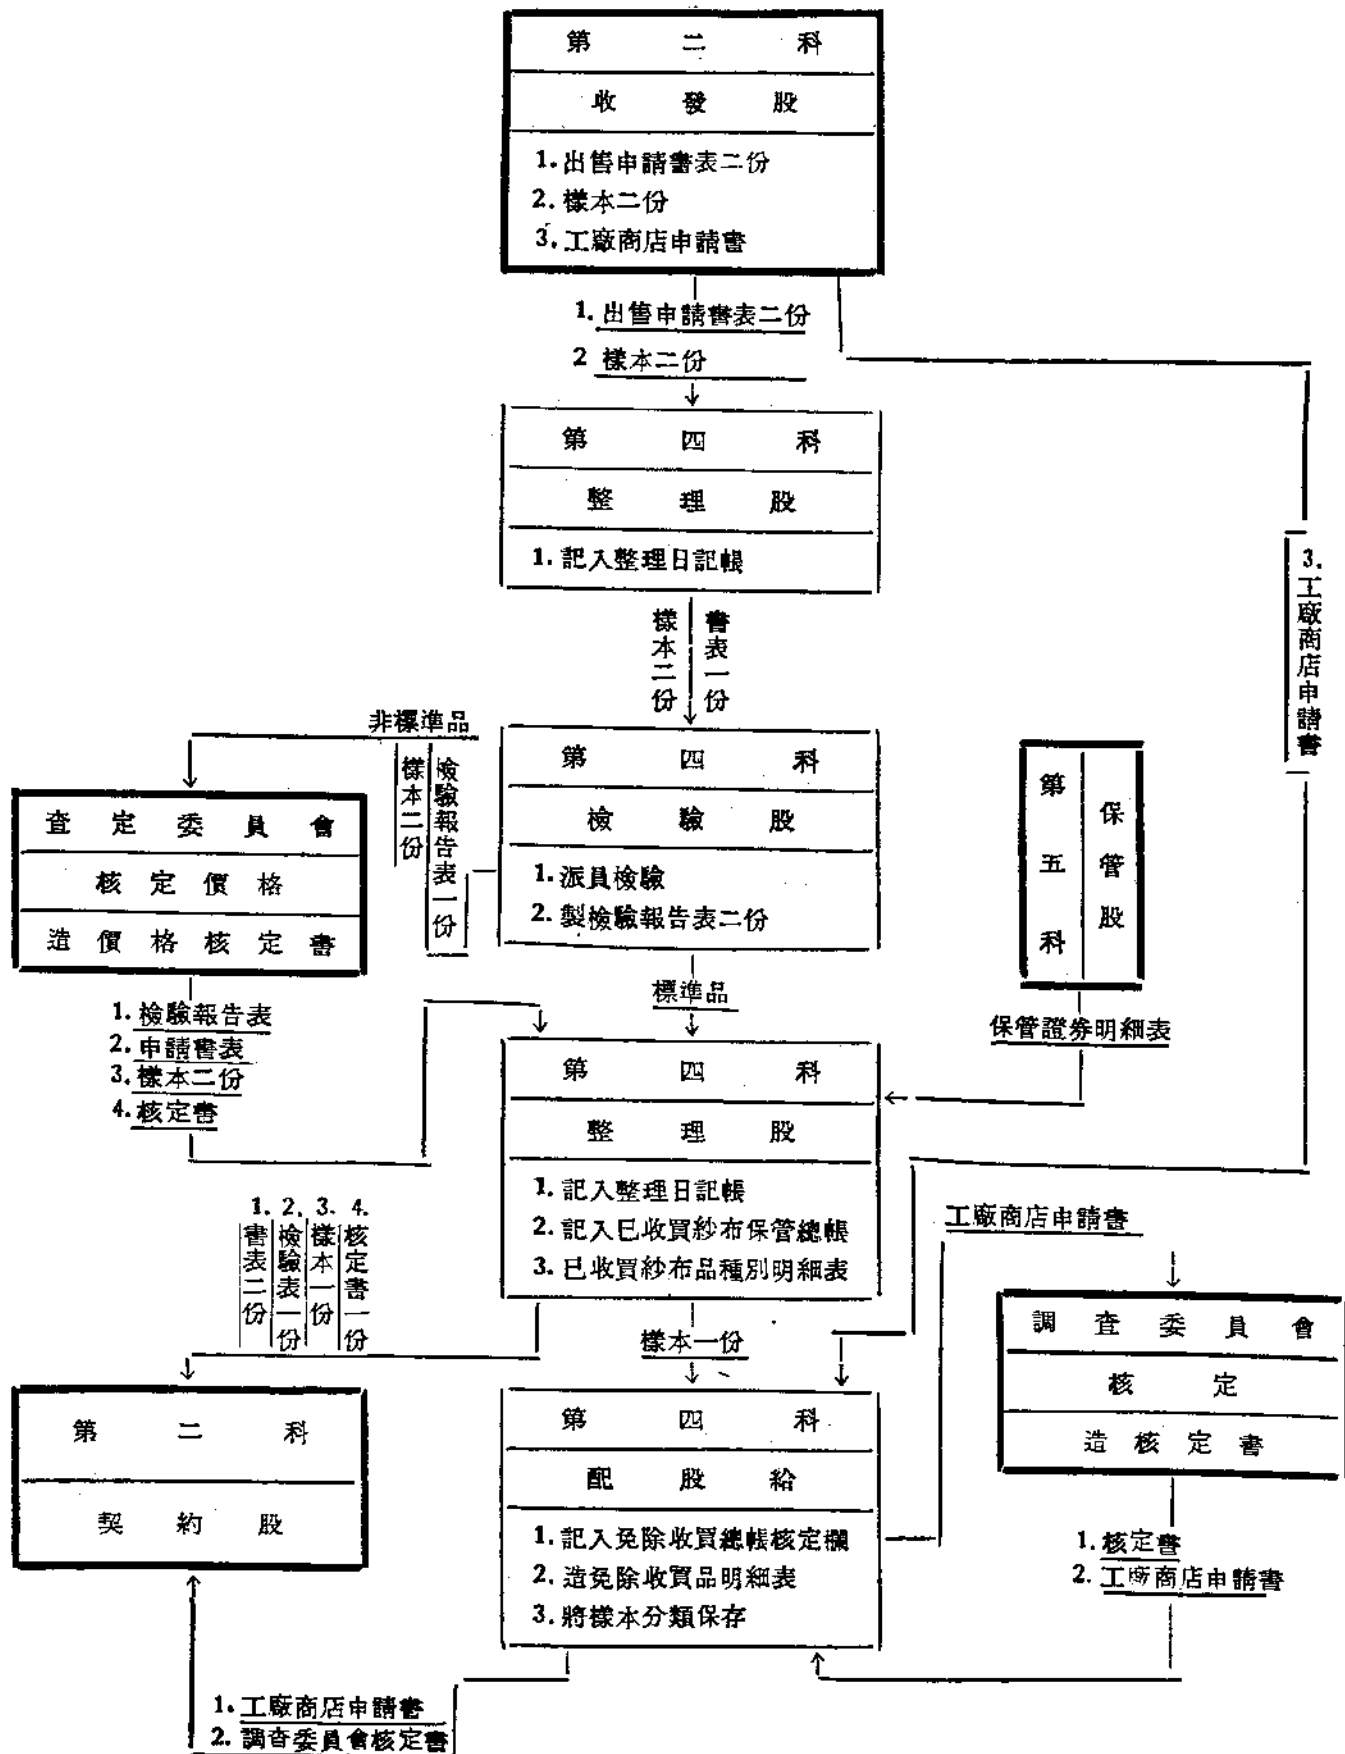 第二科
收發股
1. 出售申請書表二份
2. 樣本二份
3. 工廠商店申請書
1. 出售申請書表二份
2 樣本二份
第四科
整理股
1. 記入整理日記帳
樣本二份
書表一份
3. 工廠商店申請書
非標準品
樣本二份
檢驗報告表一份
第四科
檢驗股
1. 派員檢驗
2. 製檢驗報告表二份
第五科
保管股
查定委員會
核定價格
造價格核定書
標準品
保管證券明細表
1. 檢驗報告表
2. 申請書表
3. 樣本二份
4. 核定書
第四科
整理股
1. 記入整理日記帳
2. 記入已收買紗布保管總帳
3. 已收買紗布品種別明細表
1. 書表二份
2. 檢驗表一份
3. 樣本一份
4. 核定書一份
工廠商店申請書
樣本一份
調查委員會
核定
造核定書
第二科
契約股
第四科
配股給
1. 記入免除收買總帳核定欄
2. 造免除收買品明細表
3. 將樣本分類保存
1. 核定書
2. 工廠商店申請書
1. 工廠商店申請書
2. 調查委員會核定書